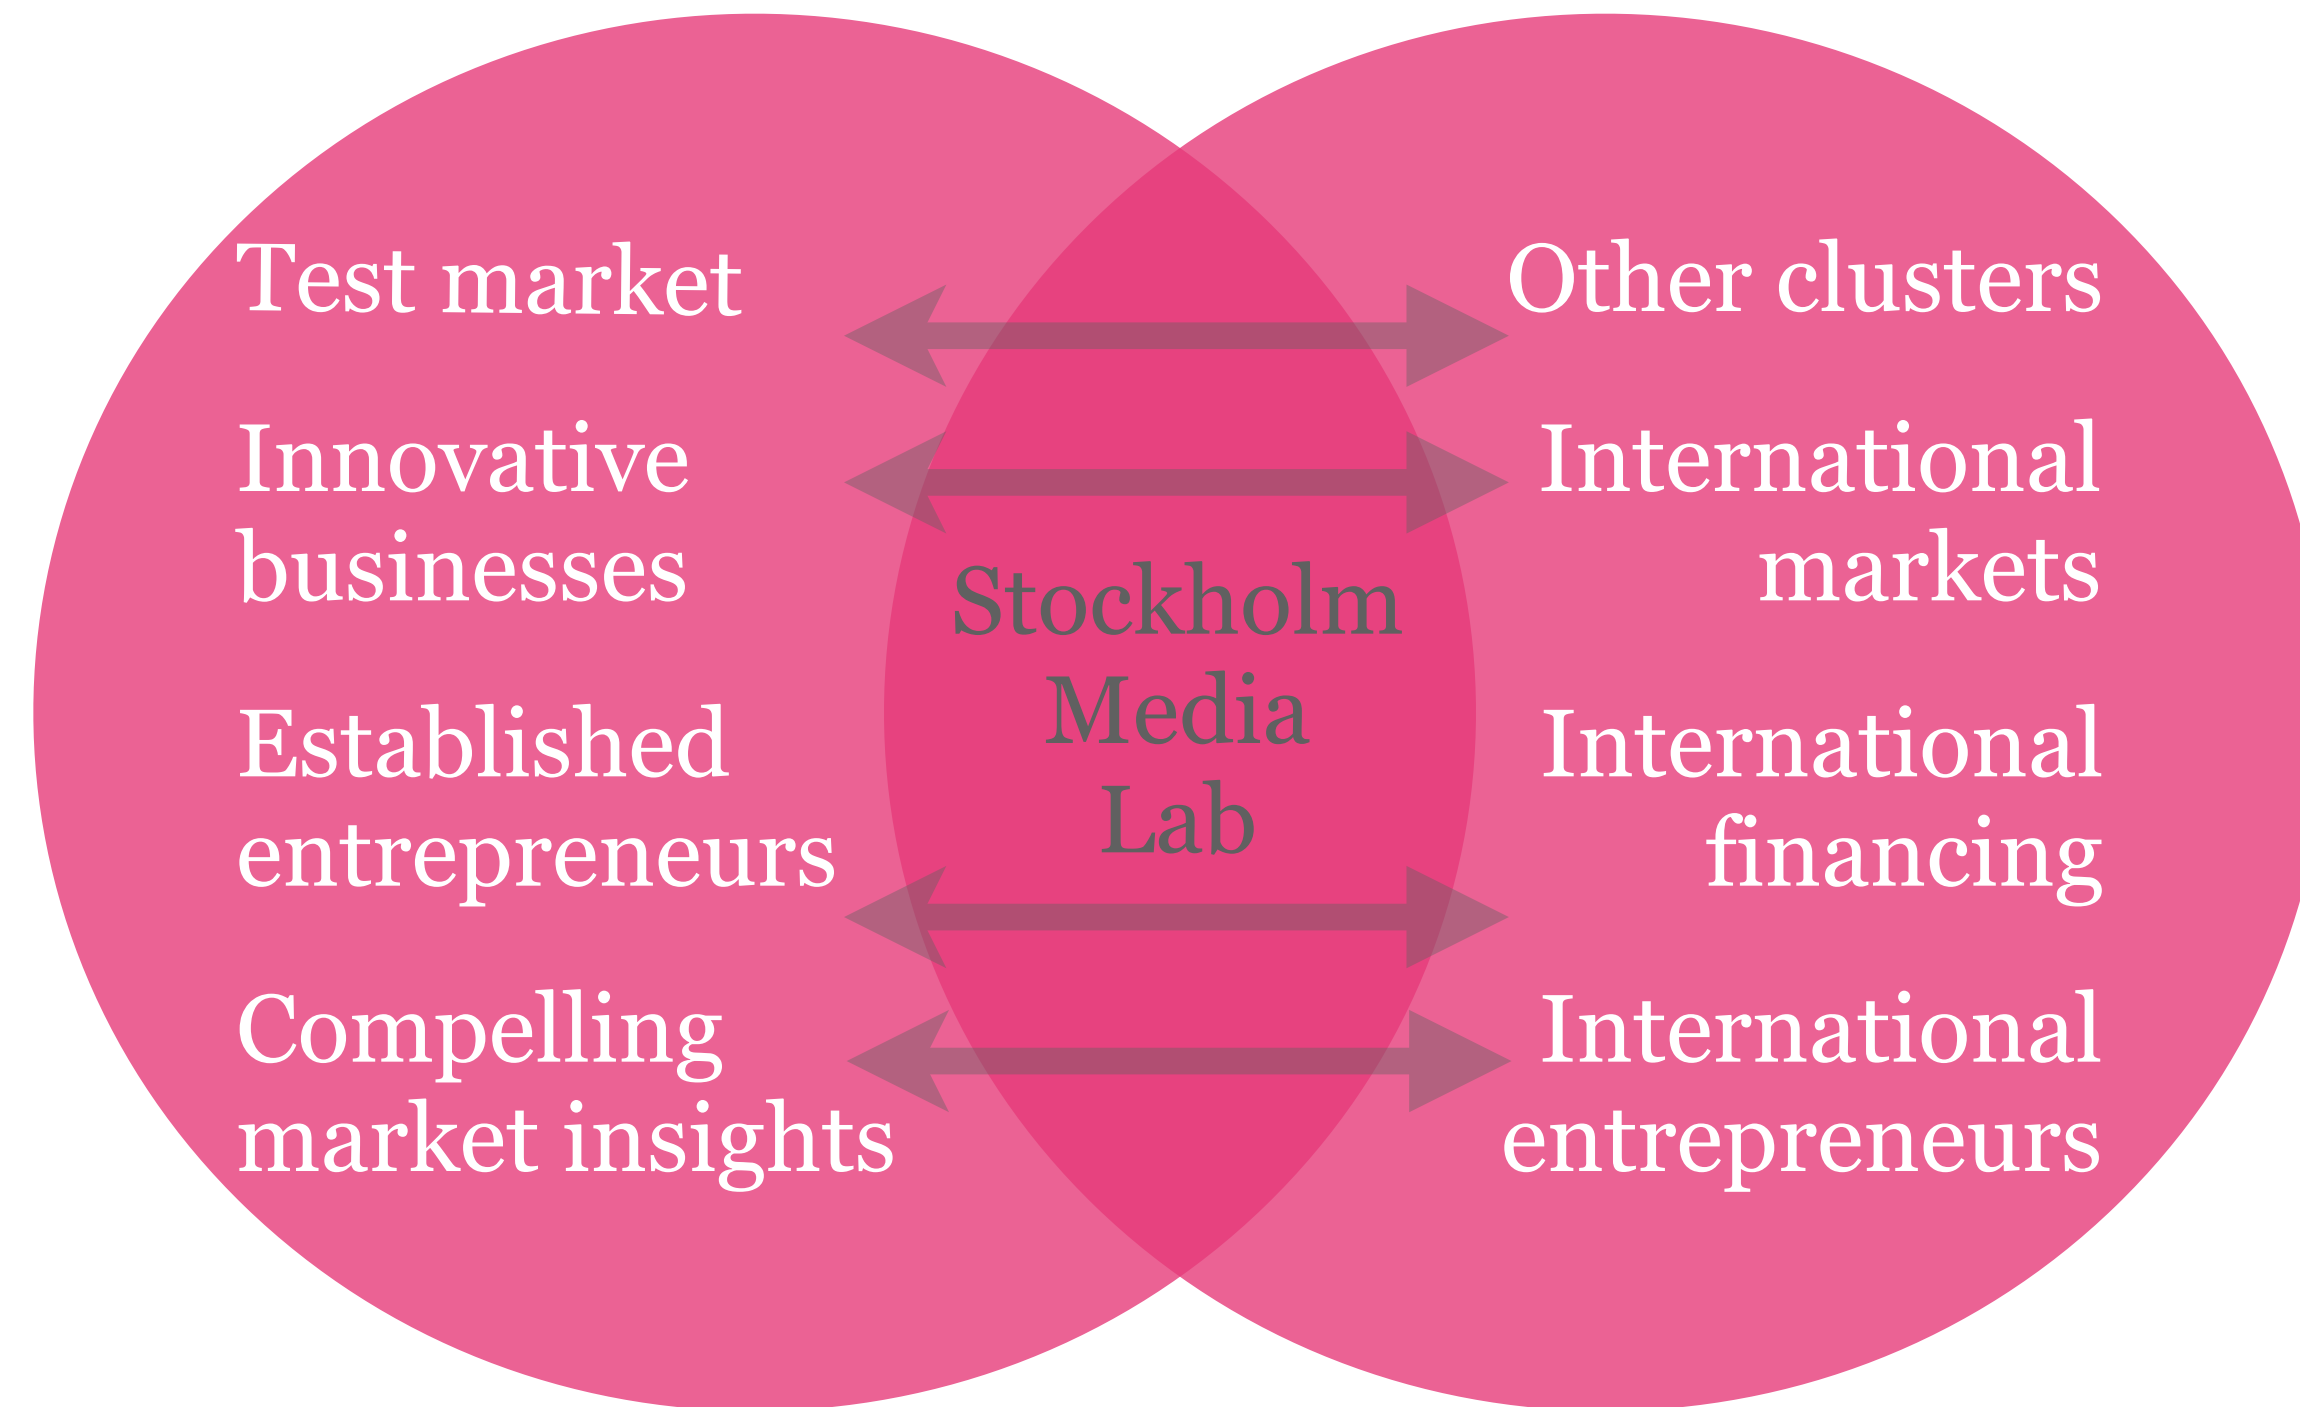 Test market
Innovative
businesses
Established
entrepreneurs
Compelling
market insights
Stockholm
Media
Lab
Other clusters
International
markets
International
financing
International
entrepreneurs